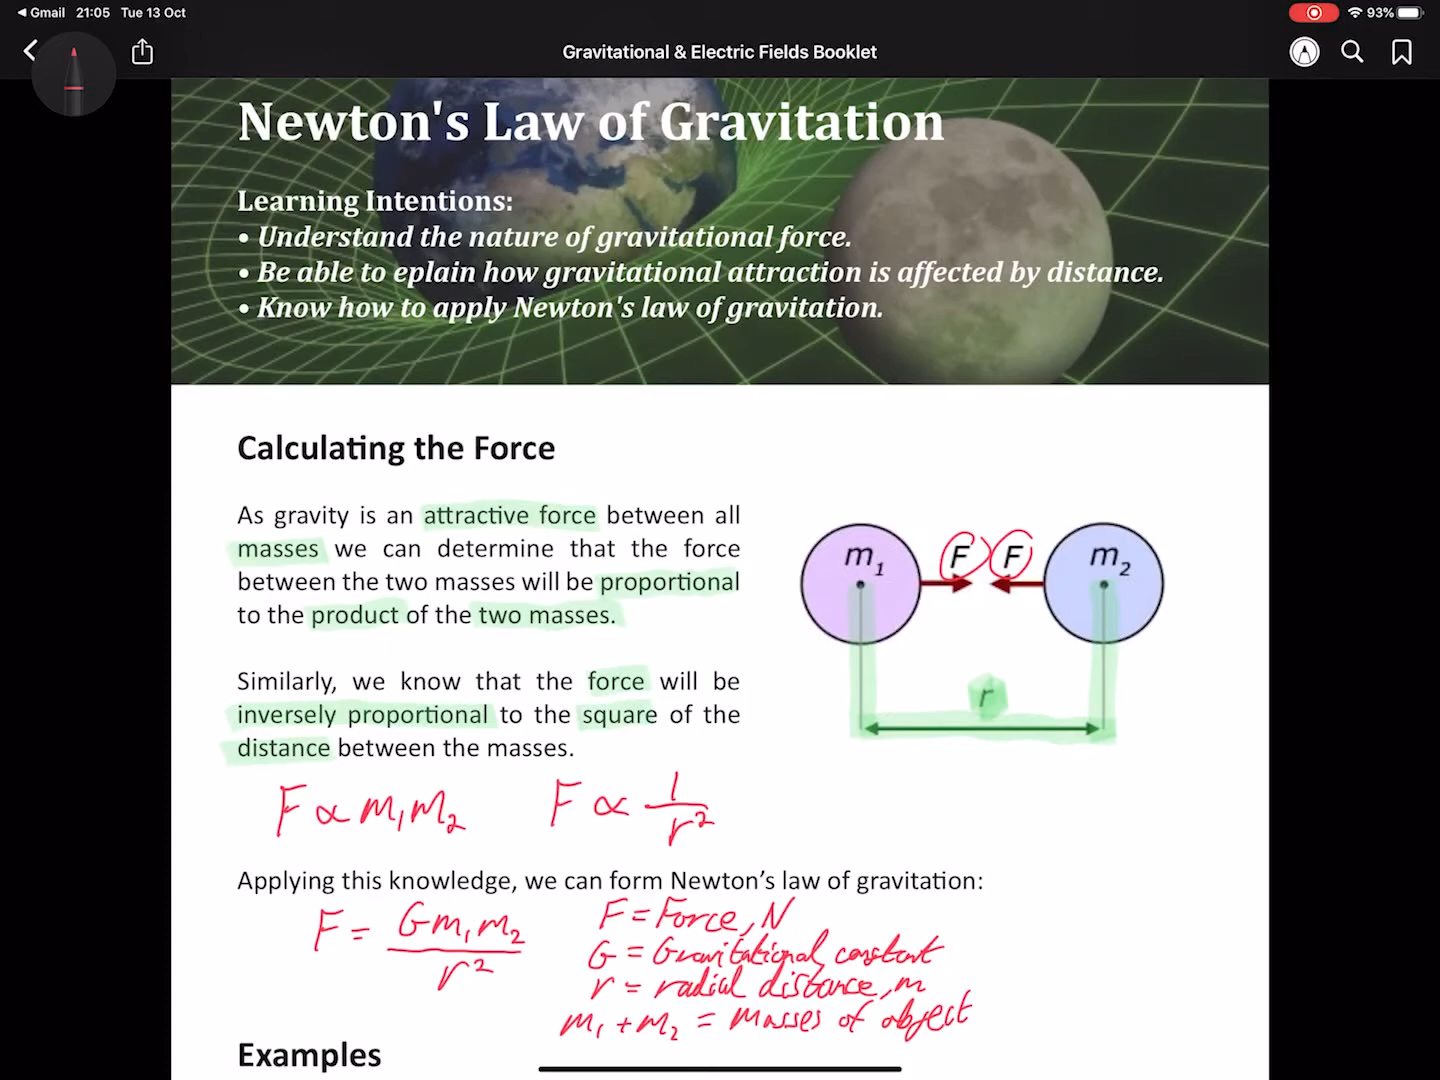 Gmail 21:05 Tue 13 Oct 93%
Gravitational & Electric Fields Booklet
Newton's Law of Gravitation
Learning Intentions:
• Understand the nature of gravitational force.
• Be able to eplain how gravitational attraction is affected by distance.
• Know how to apply Newton's law of gravitation.
Calculating the Force
As gravity is an attractive force between all
masses we can determine that the force
between the two masses will be proportional
to the product of the two masses.
m₁ F F m₂
Similarly, we know that the force will be
inversely proportional to the square of the
distance between the masses.
r
F ∝ m₁m₂ F ∝ 1/r²
Applying this knowledge, we can form Newton’s law of gravitation:
F = Gm₁m₂/r²
F = Force, N
G = Gravitational constant
r = radial distance, m
m₁ + m₂ = masses of object
Examples